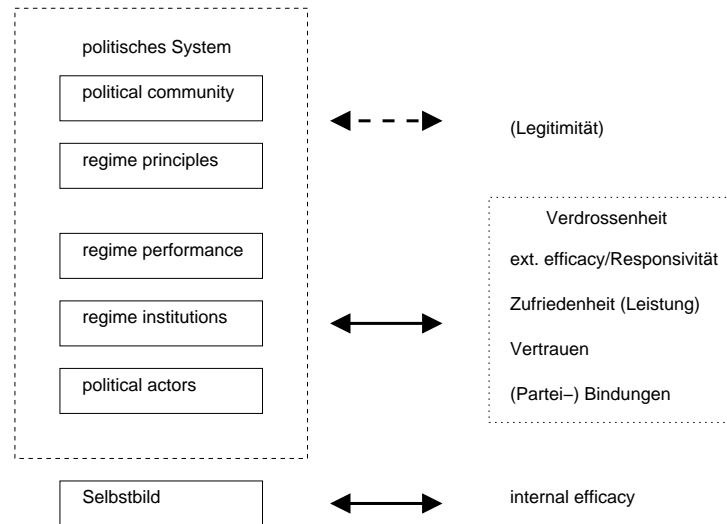 politisches System
political community
(Legitimität)
regime principles
Verdrossenheit
regime performance
ext. efficacy/Responsivität
regime institutions
Zufriedenheit (Leistung)
Vertrauen
political actors
(Partei−) Bindungen
Selbstbild
internal efficacy